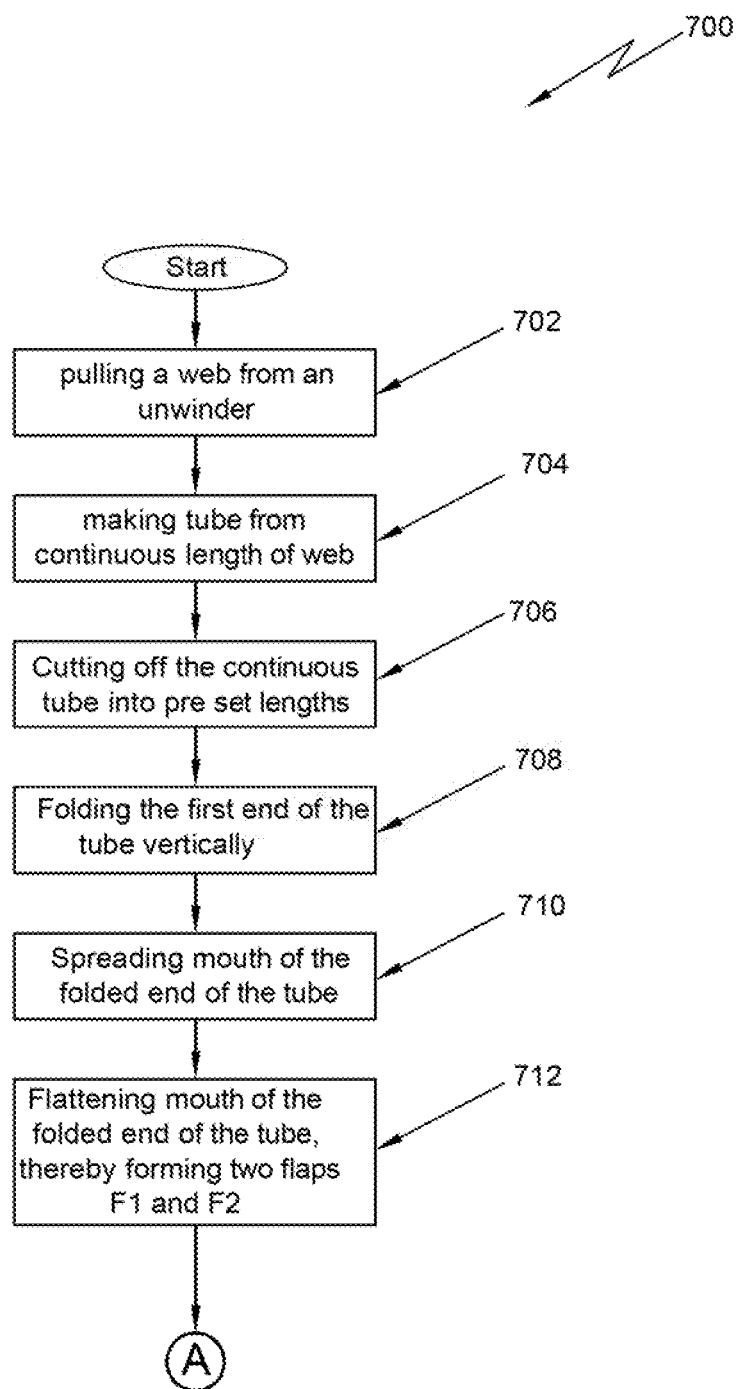 700
Start
702
pulling a web from an
unwinder
704
making tube from
continuous length of web
706
Cutting off the continuous
tube into pre set lengths
708
Folding the first end of the
tube vertically
710
Spreading mouth of the
folded end of the tube
712
Flattening mouth of the
folded end of the tube,
thereby forming two flaps
F1 and F2
A